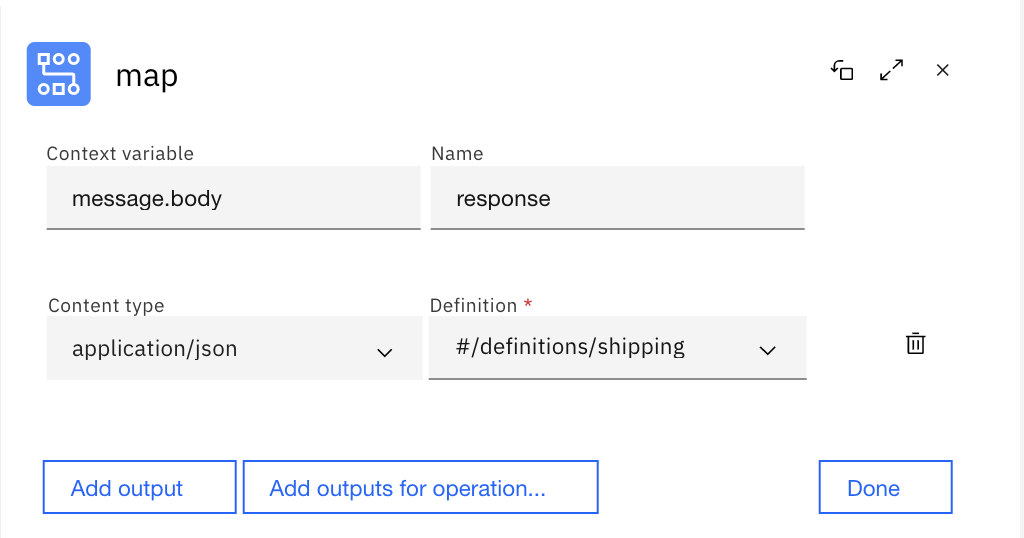 map
Context variable
Name
message.body
response
Content type
Definition *
application/json
#/definitions/shipping
Add output
Add outputs for operation...
Done